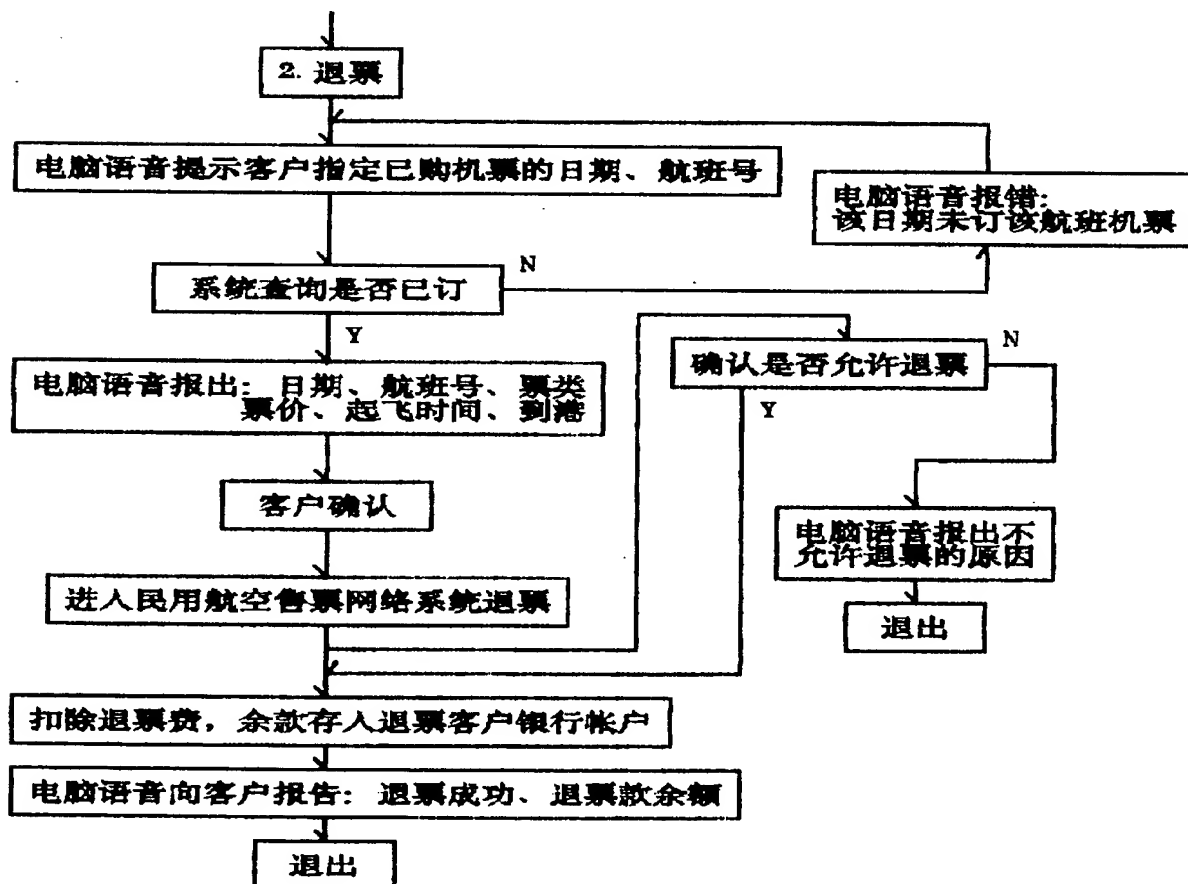 2. 退票
电脑语音提示客户指定已购机票的日期、航班号
电脑语音报错:
该日期未订该航班机票
系统查询是否已订
N
Y
确认是否允许退票
N
Y
电脑语音报出: 日期、航班号、票类
票价、起飞时间、到港
客户确认
电脑语音报出不
允许退票的原因
进人民用航空售票网络系统退票
退出
扣除退票费, 余款存人退票客户银行帐户
电脑语音向客户报告: 退票成功、退票款余额
退出